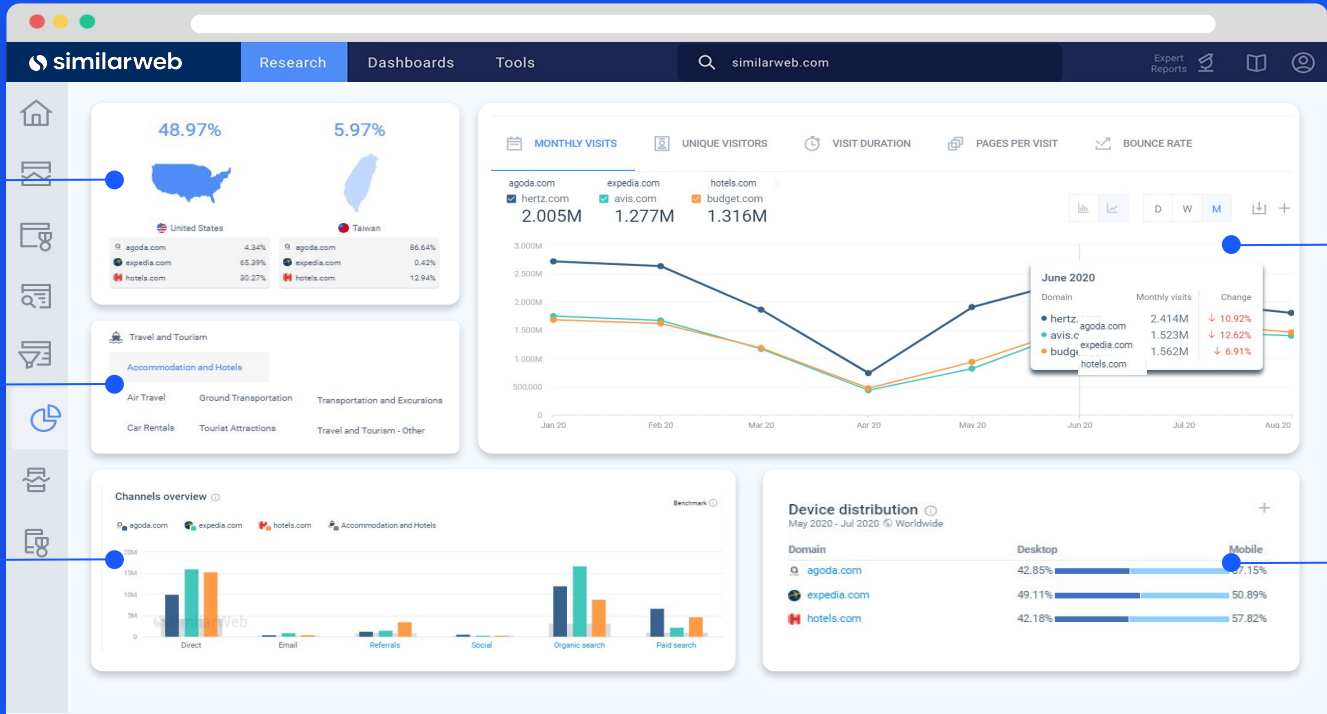 similarweb
Research
Dashboards
Tools
similarweb.com
Expert
Reports
48.97%
5.97%
United States
Taiwan
agoda.com 4.34%
expedia.com 65.39%
hotels.com 30.27%
agoda.com 86.64%
expedia.com 0.42%
hotels.com 12.94%
Travel and Tourism
Accommodation and Hotels
Air Travel Ground Transportation Transportation and Excursions
Car Rentals Tourist Attractions Travel and Tourism - Other
MONTHLY VISITS UNIQUE VISITORS VISIT DURATION PAGES PER VISIT BOUNCE RATE
agoda.com expedia.com hotels.com
hertz.com avis.com budget.com
2.005M 1.277M 1.316M
D W M
3.000M
2.500M
2.000M
1.500M
1.000M
500,000
0
Jan 20 Feb 20 Mar 20 Apr 20 May 20 Jun 20 Jul 20 Aug 20
June 2020
Domain Monthly visits Change
hertz. 2.414M ↓ 10.92%
agoda.com
avis.c 1.523M ↓ 12.62%
expedia.com
budge 1.562M ↓ 6.91%
hotels.com
Channels overview
Benchmark
agoda.com expedia.com hotels.com Accommodation and Hotels
20M
15M
10M
5M
0
SimilarWeb
Direct Email Referrals Social Organic search Paid search
Device distribution
May 2020 - Jul 2020 Worldwide
Domain Desktop Mobile
agoda.com 42.85% 57.15%
expedia.com 49.11% 50.89%
hotels.com 42.18% 57.82%